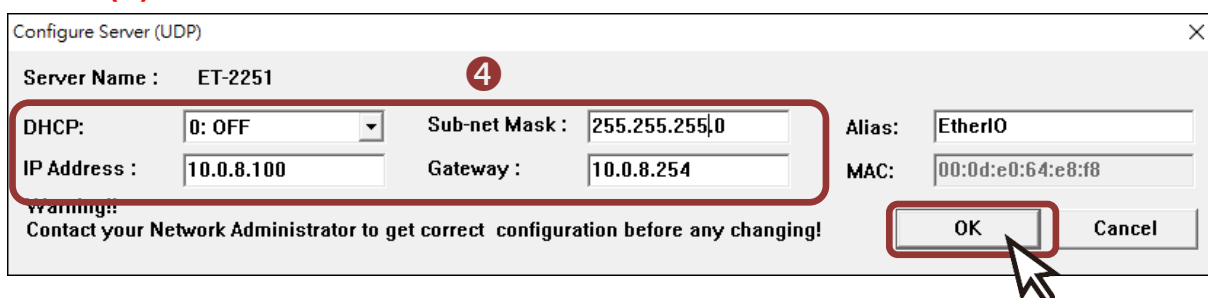 Configure Server (UDP)
Server Name : ET-2251
4
DHCP: 0: OFF Sub-net Mask : 255.255.255.0 Alias: EtherIO
IP Address : 10.0.8.100 Gateway : 10.0.8.254 MAC: 00:0d:e0:64:e8:f8
Warning!!
Contact your Network Administrator to get correct configuration before any changing!
OK Cancel